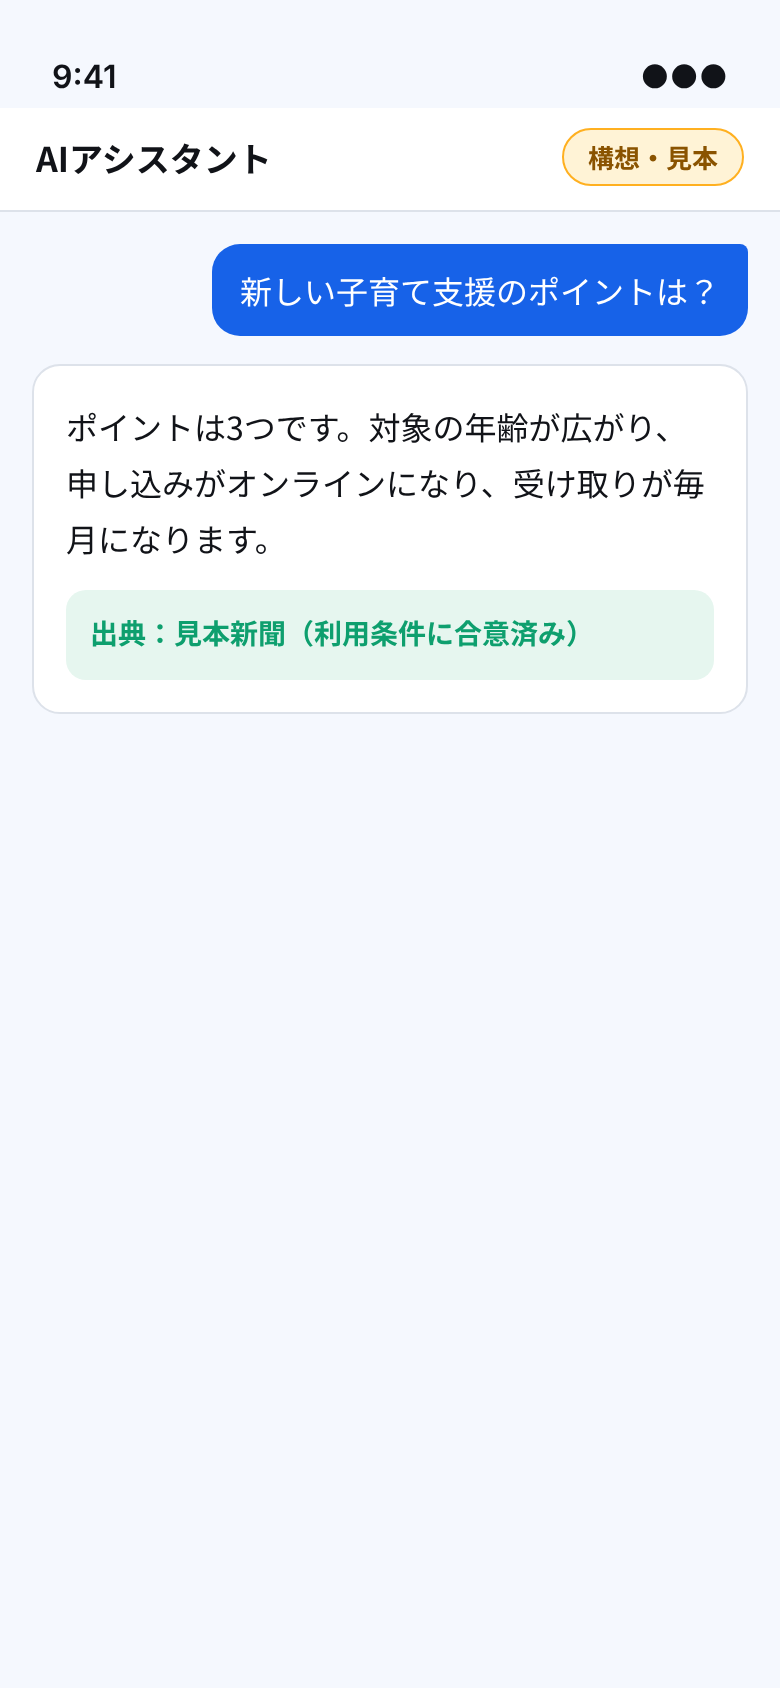 9:41
AIアシスタント
構想・見本
新しい子育て支援のポイントは？
ポイントは3つです。対象の年齢が広がり、
申し込みがオンラインになり、受け取りが毎
月になります。
出典：見本新聞（利用条件に合意済み）